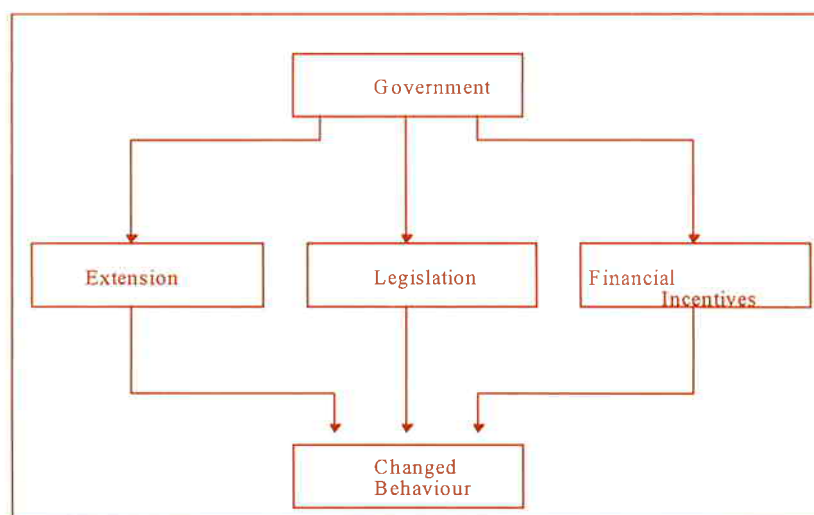 Government
Extension
Legislation
Financial
Incentives
Changed
Behaviour